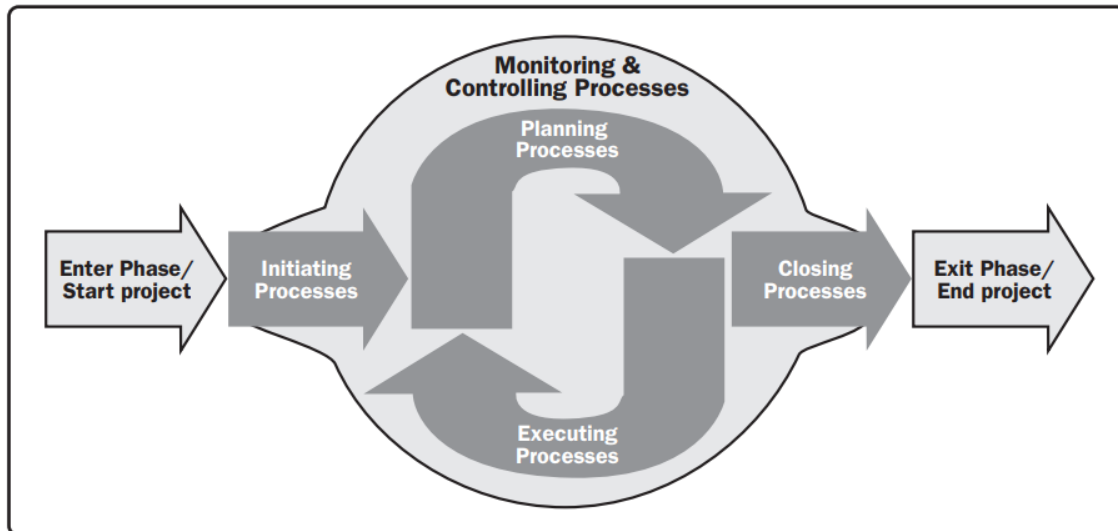 Monitoring &
Controlling Processes
Planning
Processes
Enter Phase/
Start project
Initiating
Processes
Closing
Processes
Exit Phase/
End project
Executing
Processes